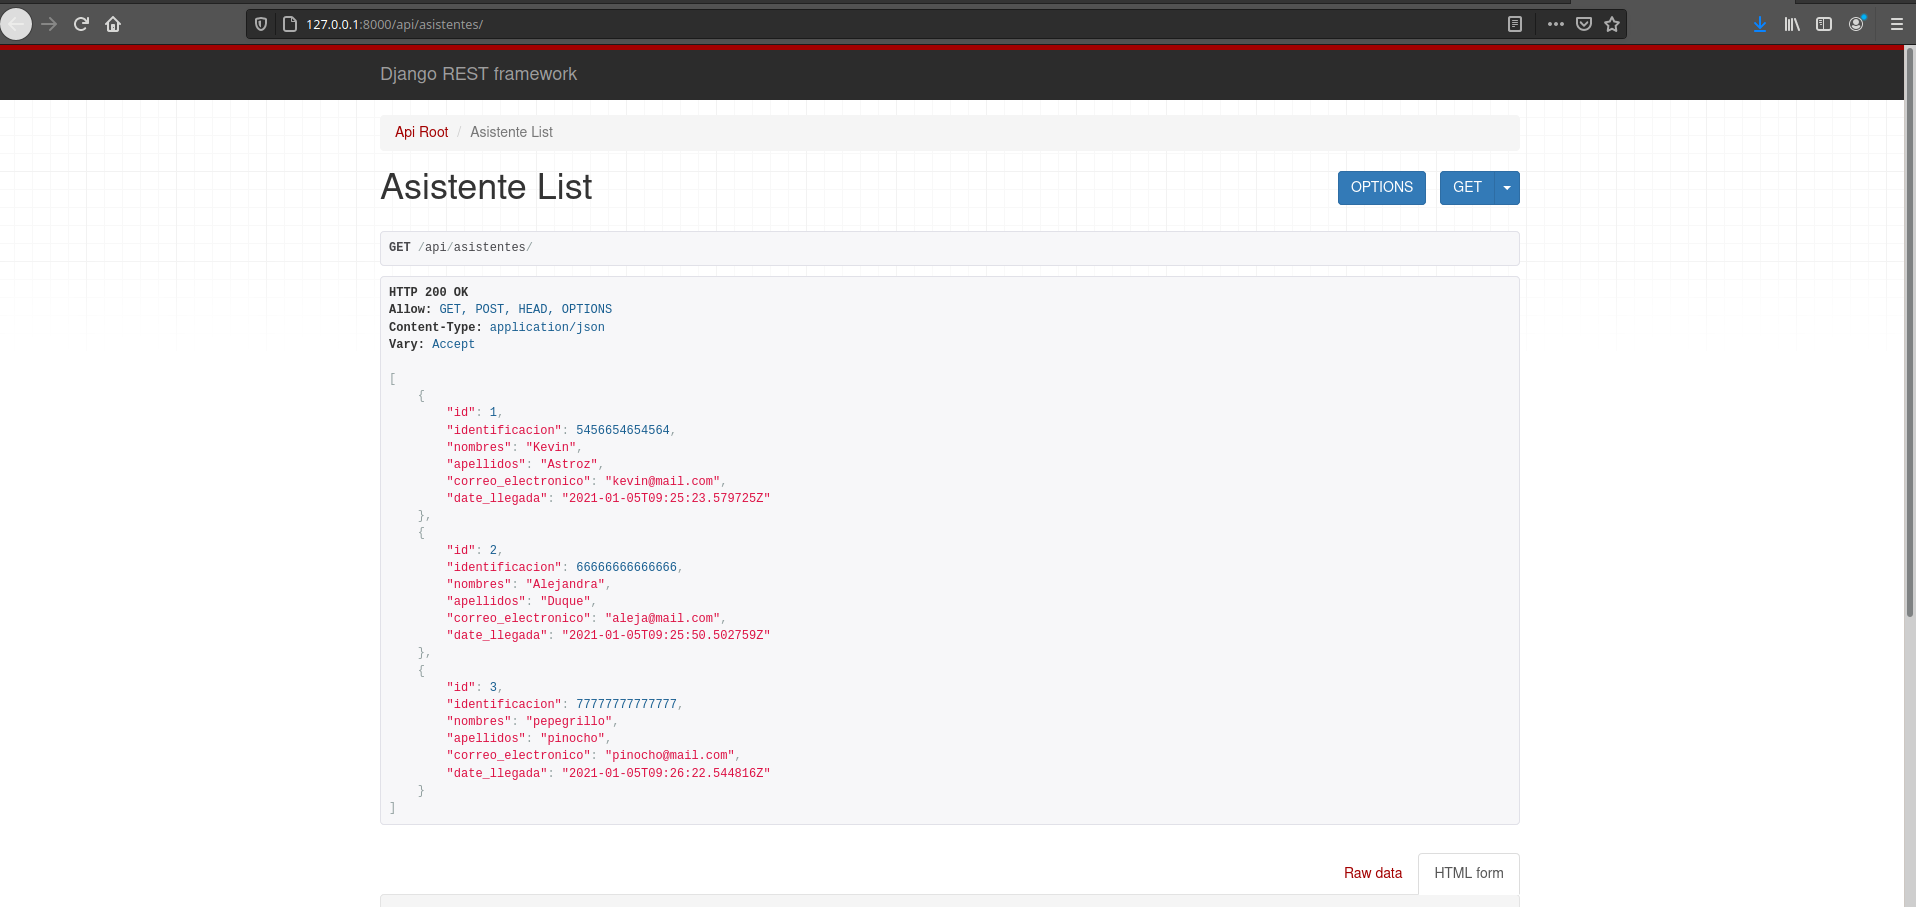 127.0.0.1:8000/api/asistentes/
Django REST framework
Api Root / Asistente List
Asistente List
OPTIONS GET
GET /api/asistentes/
HTTP 200 OK
Allow: GET, POST, HEAD, OPTIONS
Content-Type: application/json
Vary: Accept
[
    {
        "id": 1,
        "identificacion": 5456654654564,
        "nombres": "Kevin",
        "apellidos": "Astroz",
        "correo_electronico": "kevin@mail.com",
        "date_llegada": "2021-01-05T09:25:23.579725Z"
    },
    {
        "id": 2,
        "identificacion": 66666666666666,
        "nombres": "Alejandra",
        "apellidos": "Duque",
        "correo_electronico": "aleja@mail.com",
        "date_llegada": "2021-01-05T09:25:50.502759Z"
    },
    {
        "id": 3,
        "identificacion": 77777777777777,
        "nombres": "pepegrillo",
        "apellidos": "pinocho",
        "correo_electronico": "pinocho@mail.com",
        "date_llegada": "2021-01-05T09:26:22.544816Z"
    }
]
Raw data HTML form